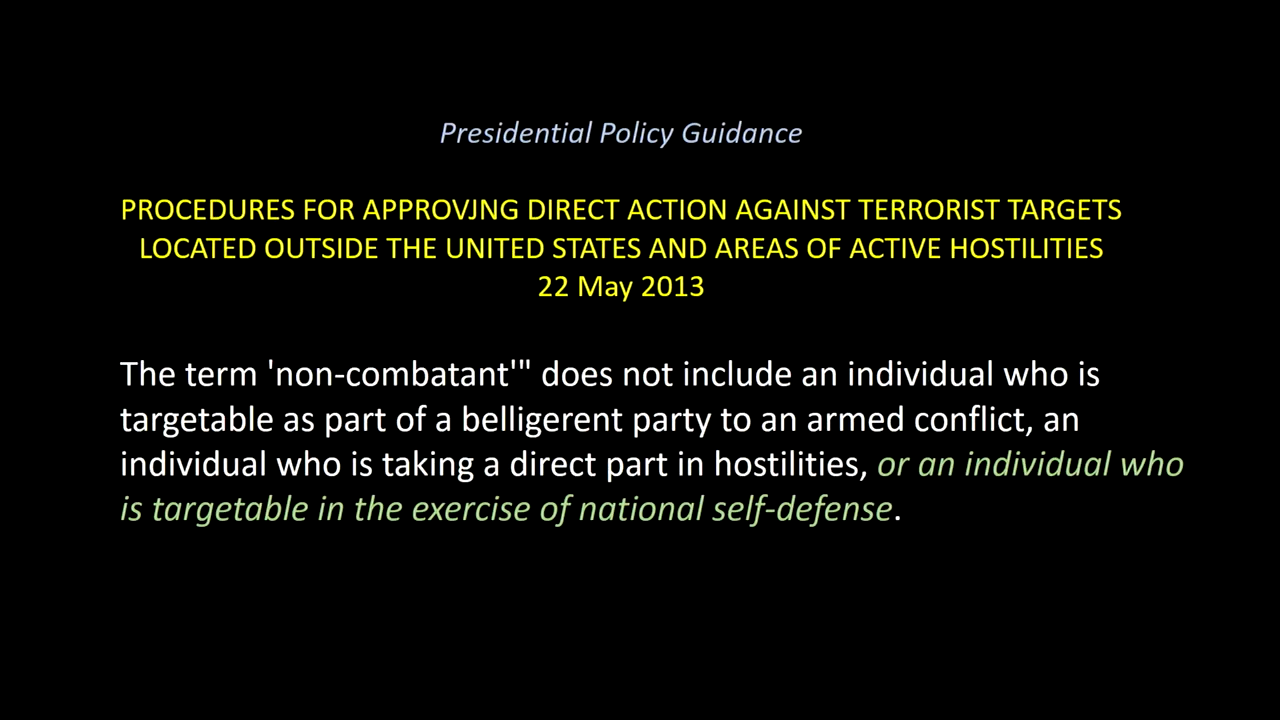 Presidential Policy Guidance
PROCEDURES FOR APPROVJNG DIRECT ACTION AGAINST TERRORIST TARGETS
LOCATED OUTSIDE THE UNITED STATES AND AREAS OF ACTIVE HOSTILITIES
22 May 2013
The term 'non-combatant'" does not include an individual who is
targetable as part of a belligerent party to an armed conflict, an
individual who is taking a direct part in hostilities, or an individual who
is targetable in the exercise of national self-defense.